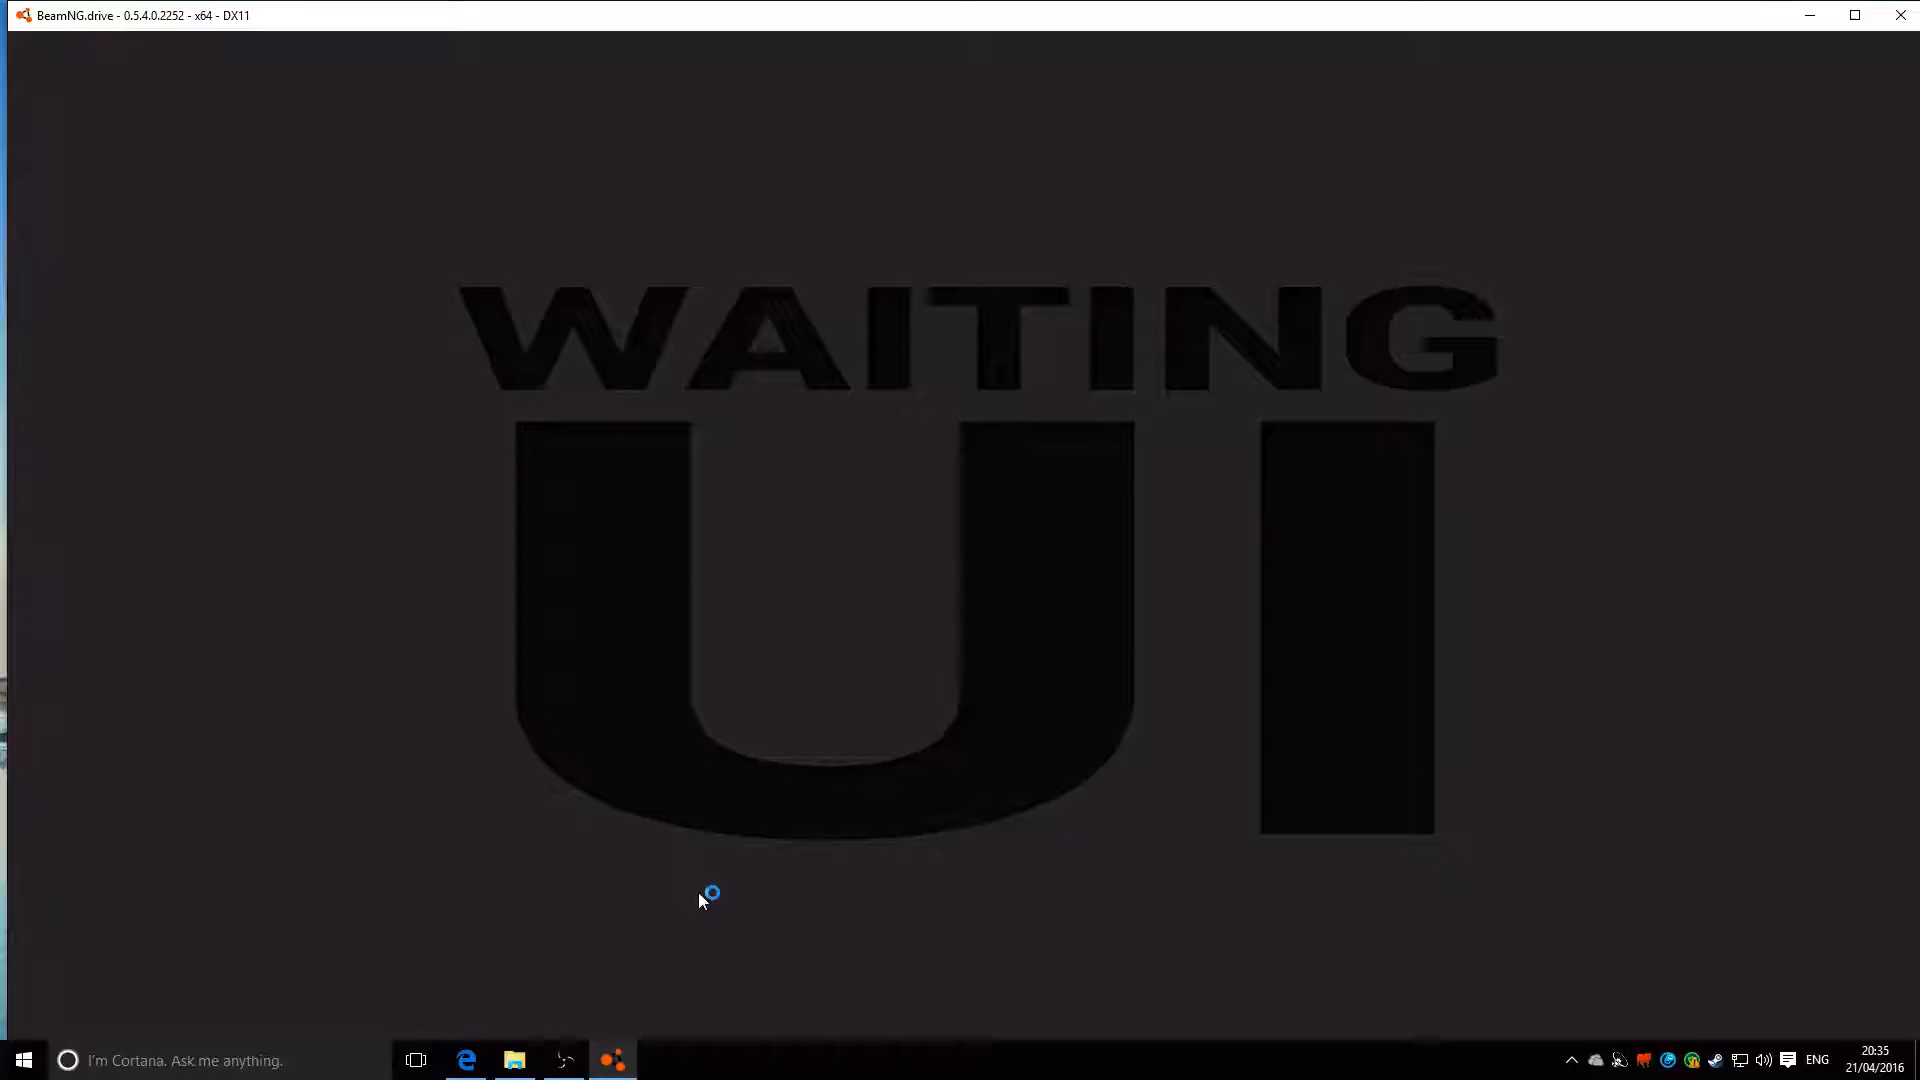 BeamNG.drive - 0.5.4.0.2252 - x64 - DX11
WAITING
UI
I'm Cortana. Ask me anything.
ENG
20:35
21/04/2016